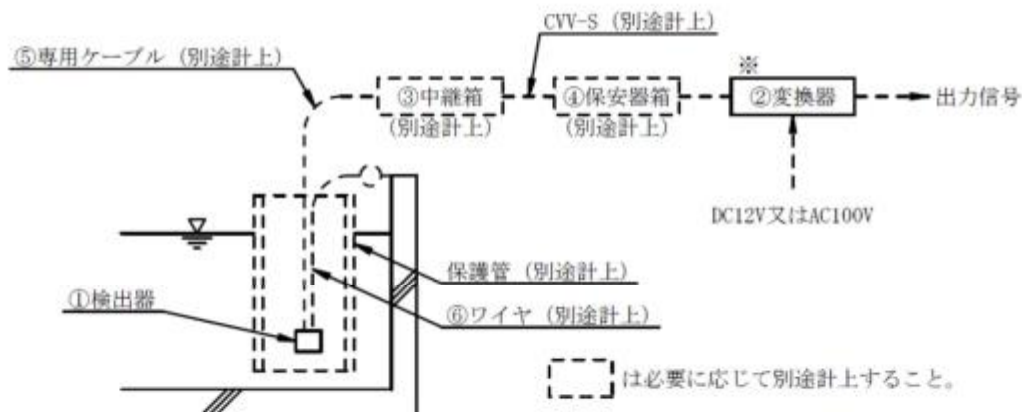 CVV-S (別途計上)
⑤専用ケーブル (別途計上)
※
③中継箱
(別途計上)
④保安器箱
(別途計上)
②変換器
出力信号
DC12V又はAC100V
保護管 (別途計上)
①検出器
⑥ワイヤ (別途計上)
は必要に応じて別途計上すること。